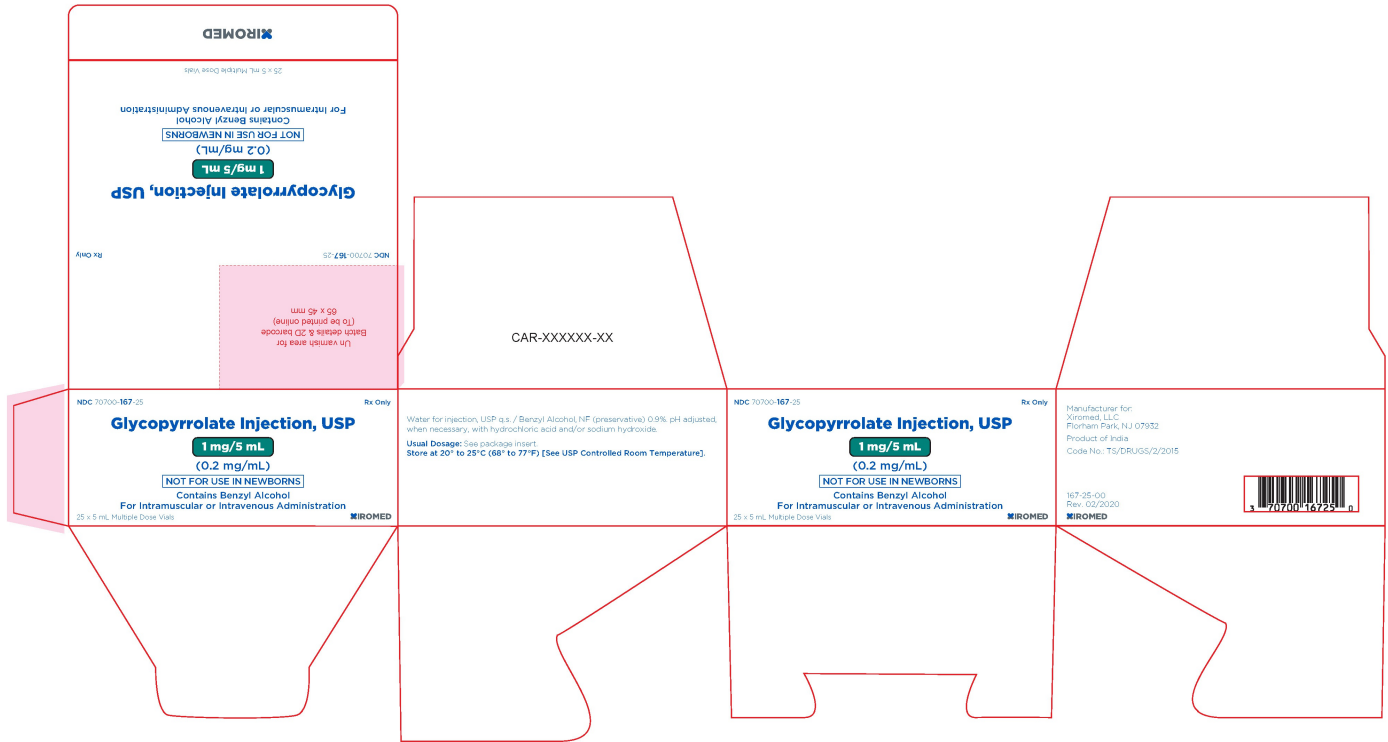 XIROMED
25 x 5 mL Multiple Dose Vials
For Intramuscular or Intravenous Administration
Contains Benzyl Alcohol
NOT FOR USE IN NEWBORNS
(0.2 mg/mL)
1 mg/5 mL
Glycopyrrolate Injection, USP
NDC 70700-167-25
Rx Only
Un varnish area for
Batch details & 2D barcode
(To be printed online)
65 x 45 mm
CAR-XXXXXX-XX
NDC 70700-167-25
Rx Only
Glycopyrrolate Injection, USP
1 mg/5 mL
(0.2 mg/mL)
NOT FOR USE IN NEWBORNS
Contains Benzyl Alcohol
For Intramuscular or Intravenous Administration
25 x 5 mL Multiple Dose Vials
XIROMED
Water for injection, USP q.s. / Benzyl Alcohol, NF (preservative) 0.9%. pH adjusted,
when necessary, with hydrochloric acid and/or sodium hydroxide.
Usual Dosage: See package insert.
Store at 20° to 25°C (68° to 77°F) [See USP Controlled Room Temperature].
NDC 70700-167-25
Rx Only
Glycopyrrolate Injection, USP
1 mg/5 mL
(0.2 mg/mL)
NOT FOR USE IN NEWBORNS
Contains Benzyl Alcohol
For Intramuscular or Intravenous Administration
25 x 5 mL Multiple Dose Vials
XIROMED
Manufacturer for:
Xiromed, LLC
Florham Park, NJ 07932
Product of India
Code No.: TS/DRUGS/2/2015
167-25-00
Rev. 02/2020
XIROMED
3 70700 16725 0